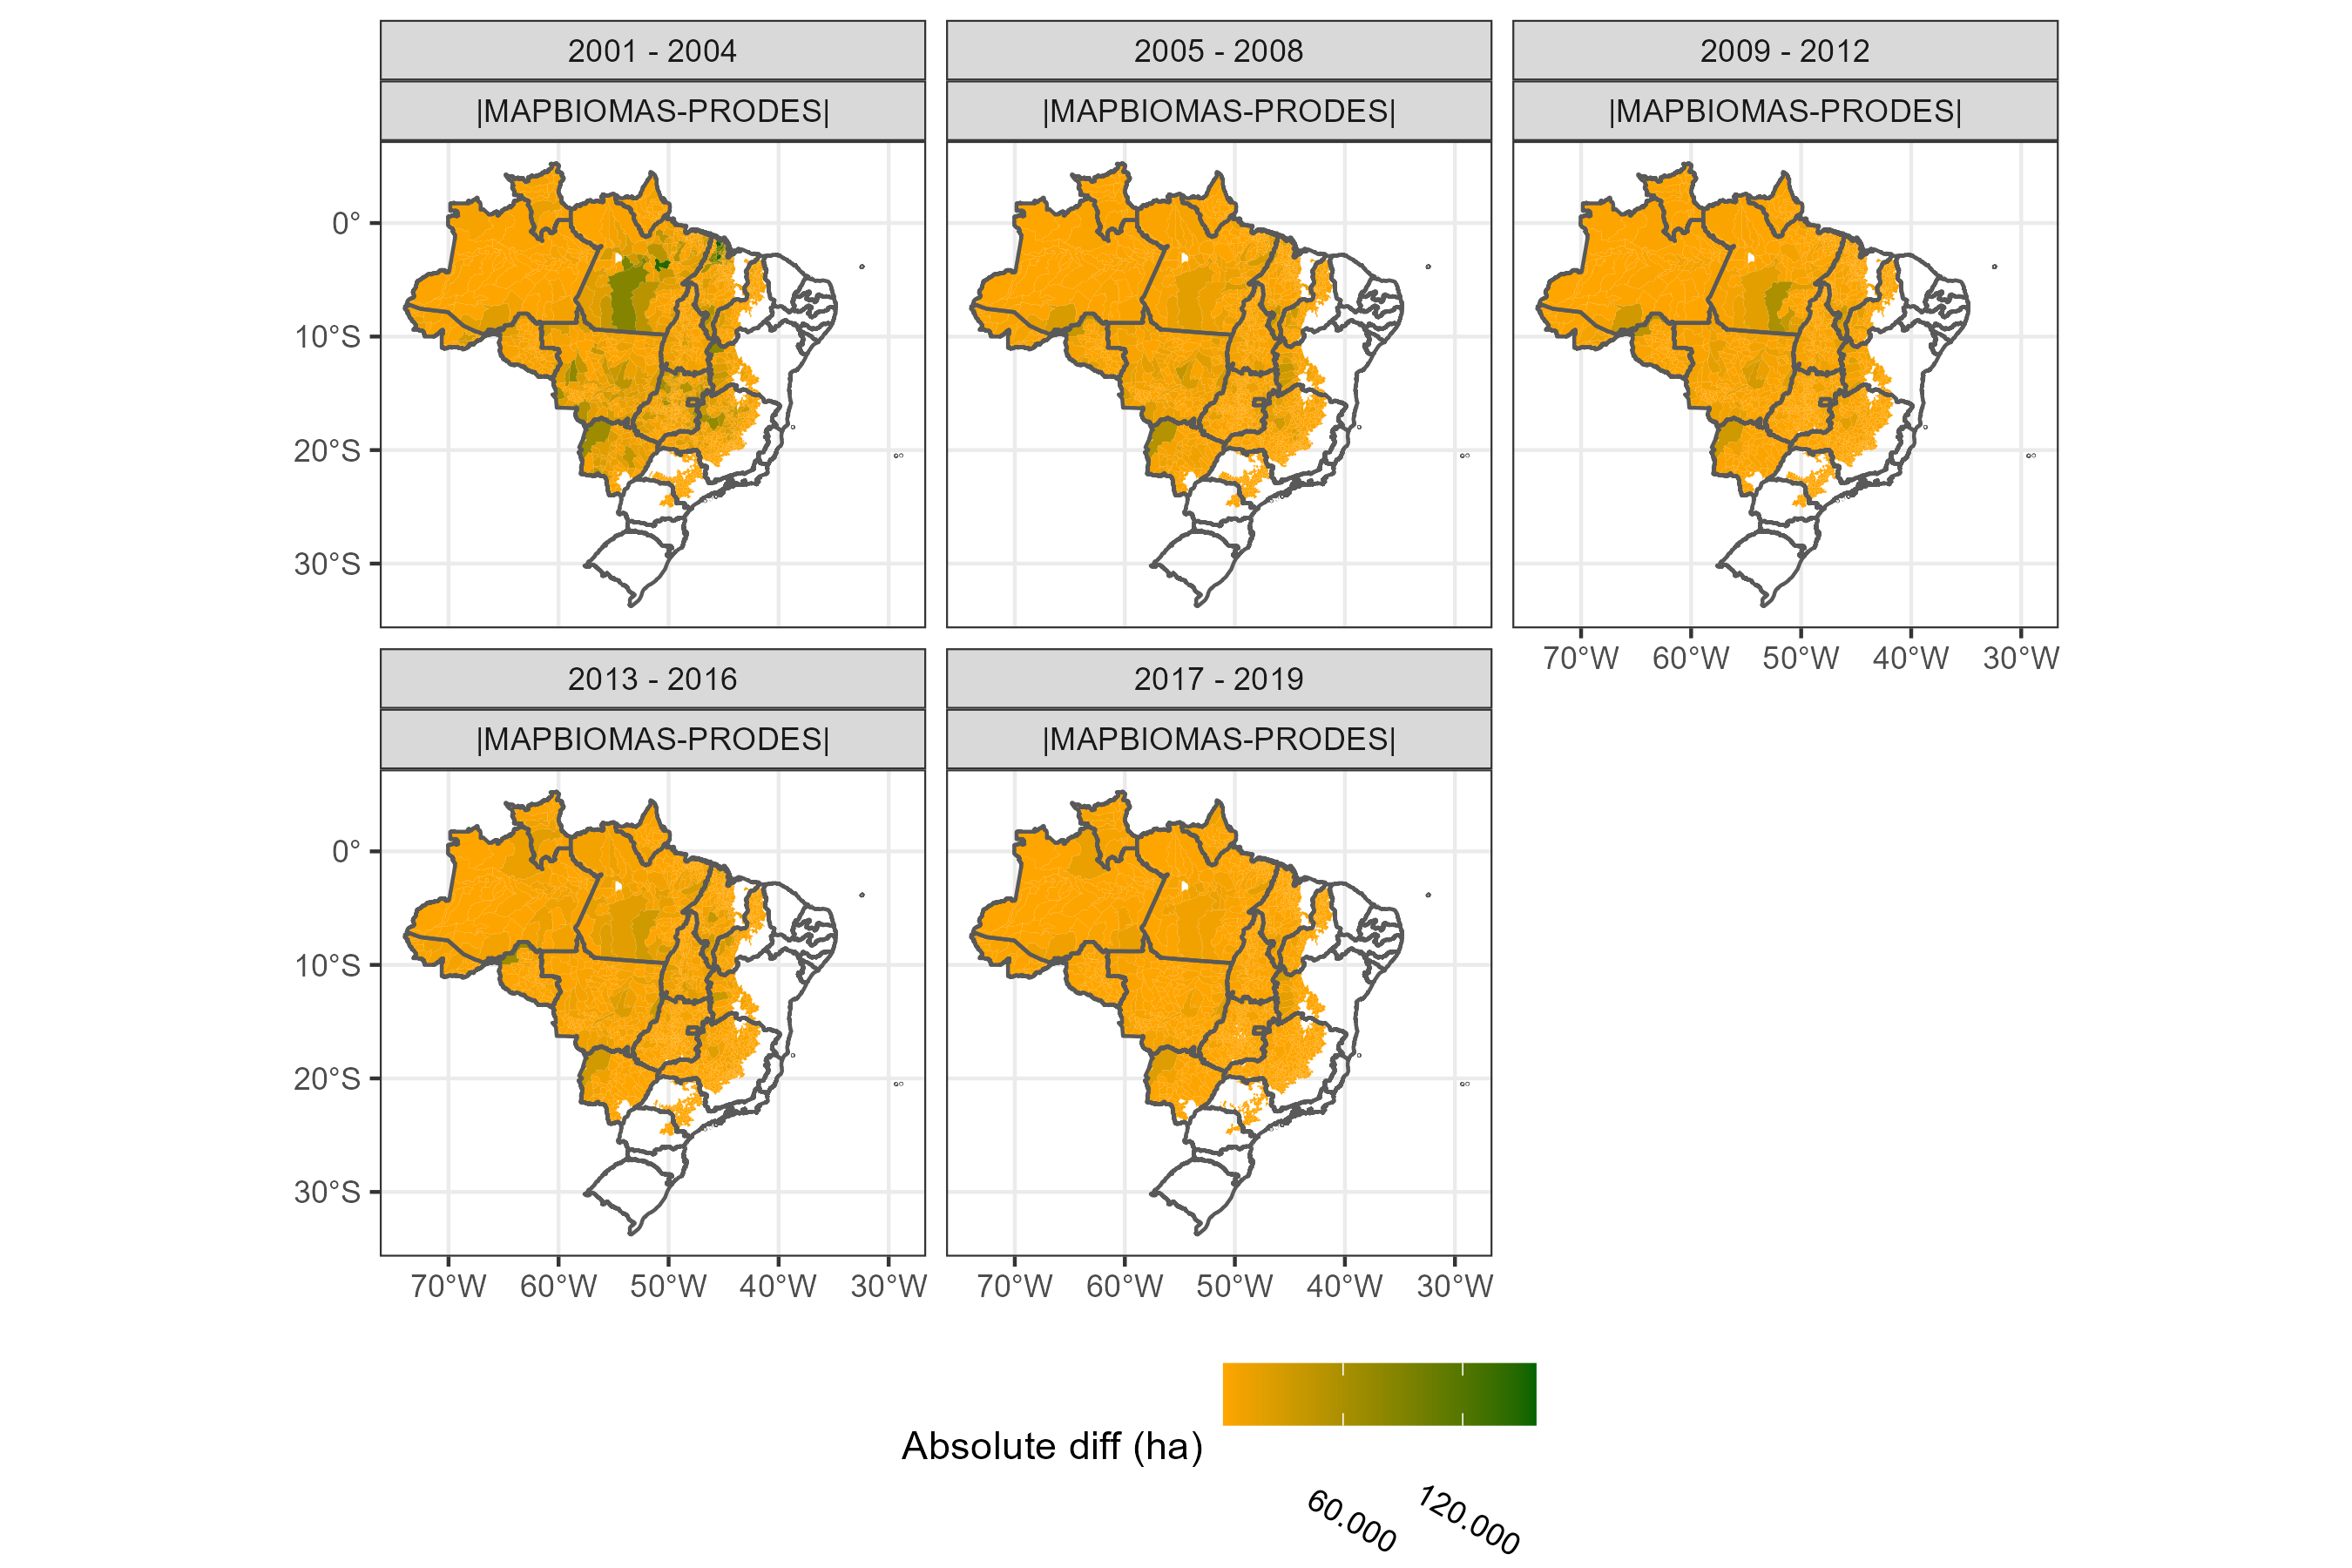 2001 - 2004
|MAPBIOMAS-PRODES|
2005 - 2008
|MAPBIOMAS-PRODES|
2009 - 2012
|MAPBIOMAS-PRODES|
0°
10°S
20°S
30°S
70°W 60°W 50°W 40°W 30°W
2013 - 2016
|MAPBIOMAS-PRODES|
2017 - 2019
|MAPBIOMAS-PRODES|
0°
10°S
20°S
30°S
70°W 60°W 50°W 40°W 30°W
70°W 60°W 50°W 40°W 30°W
Absolute diff (ha)
60.000
120.000